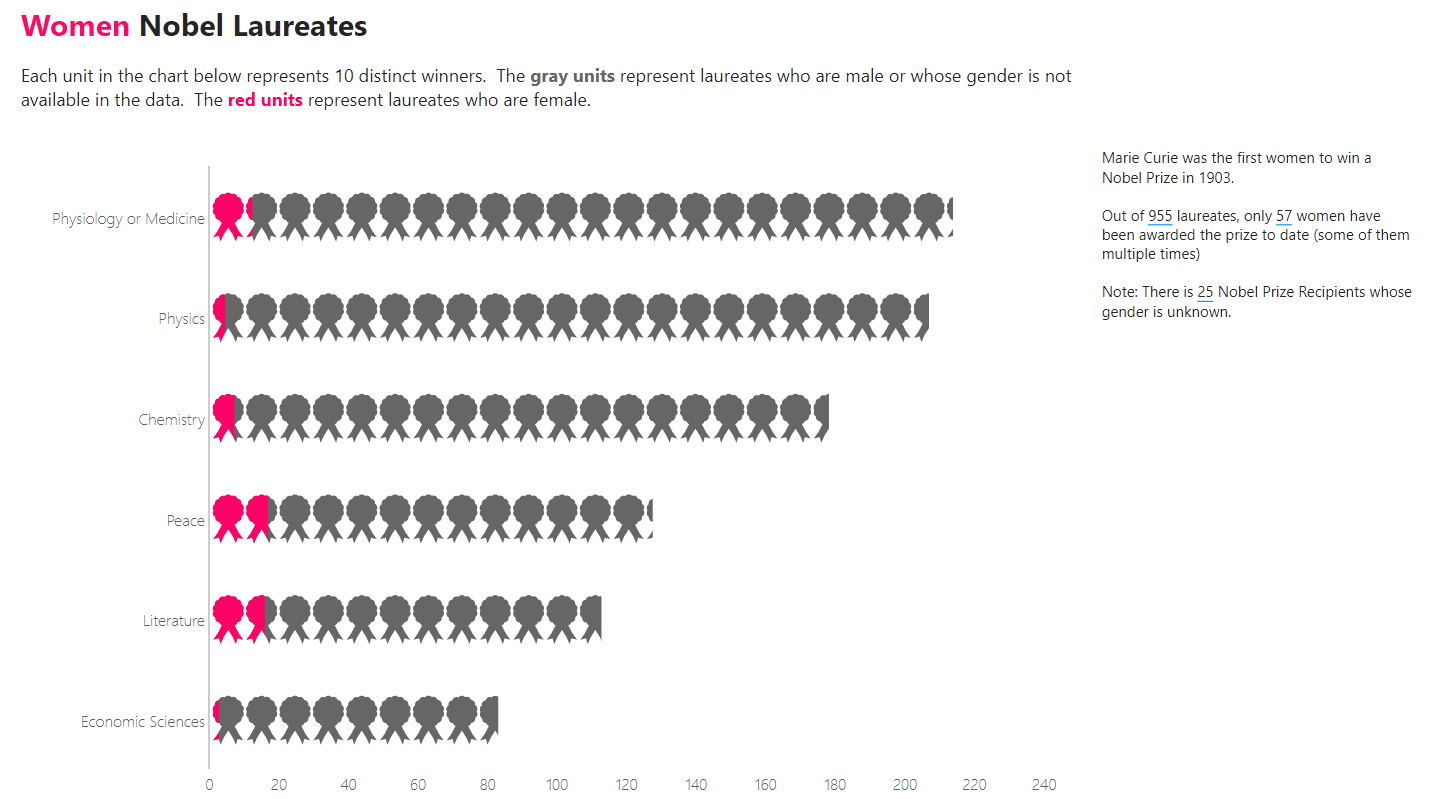 Women Nobel Laureates
Each unit in the chart below represents 10 distinct winners.  The gray units represent laureates who are male or whose gender is not
available in the data.  The red units represent laureates who are female.
Marie Curie was the first women to win a
Nobel Prize in 1903.
Out of 955 laureates, only 57 women have
been awarded the prize to date (some of them
multiple times)
Note: There is 25 Nobel Prize Recipients whose
gender is unknown.
Physiology or Medicine
Physics
Chemistry
Peace
Literature
Economic Sciences
0 20 40 60 80 100 120 140 160 180 200 220 240